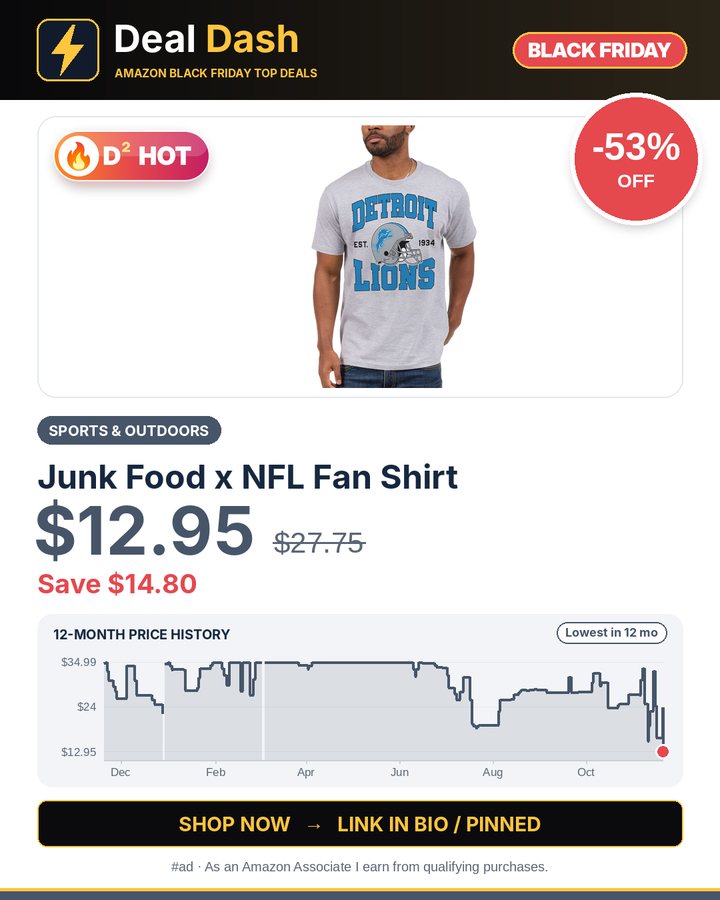 Deal Dash
AMAZON BLACK FRIDAY TOP DEALS
BLACK FRIDAY
D² HOT
-53%
OFF
DETROIT
EST. 1934
LIONS
SPORTS & OUTDOORS
Junk Food x NFL Fan Shirt
$12.95 $27.75
Save $14.80
12-MONTH PRICE HISTORY
Lowest in 12 mo
$34.99
$24
$12.95
Dec Feb Apr Jun Aug Oct
SHOP NOW → LINK IN BIO / PINNED
#ad · As an Amazon Associate I earn from qualifying purchases.